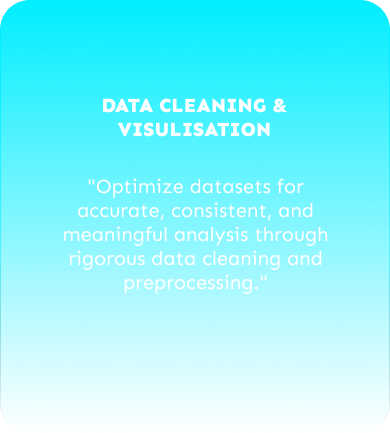 DATA CLEANING &
VISULISATION
"Optimize datasets for
accurate, consistent, and
meaningful analysis through
rigorous data cleaning and
preprocessing."